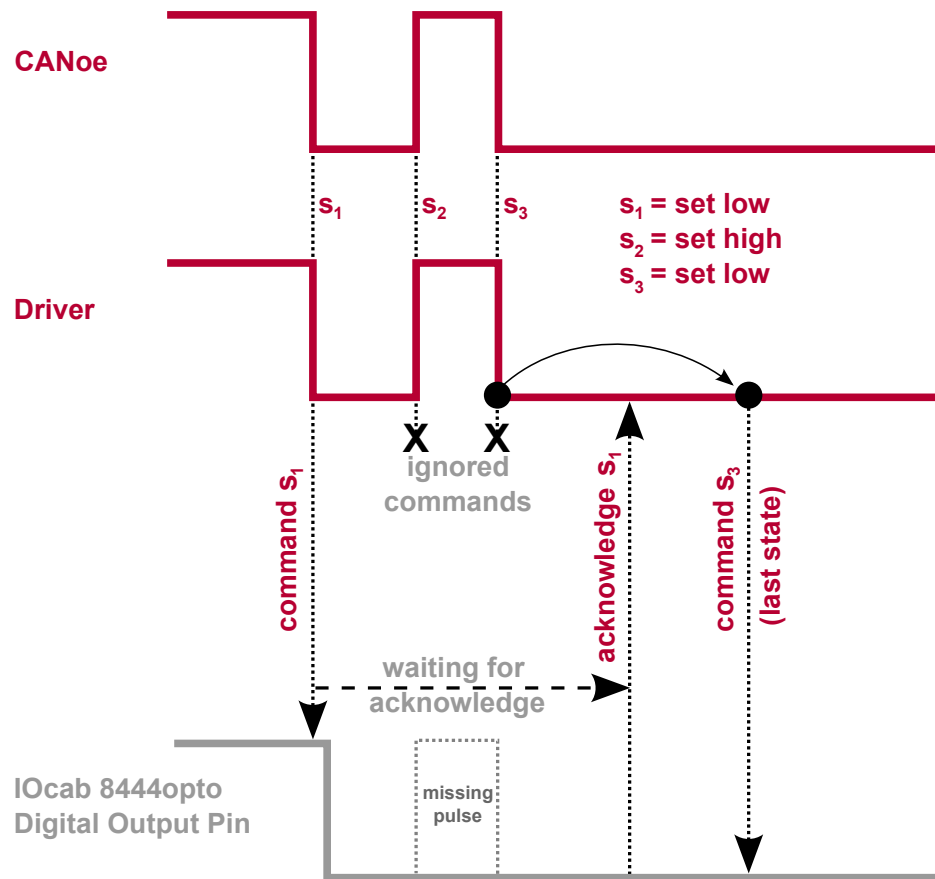 CANoe
s1
s2
s3
s1 = set low
s2 = set high
s3 = set low
Driver
X
X
ignored
commands
command s1
acknowledge s1
command s3
(last state)
waiting for
acknowledge
IOcab 8444opto
Digital Output Pin
missing
pulse